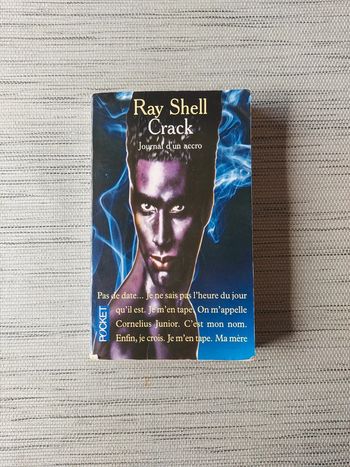 Ray Shell
Crack
Journal d'un accro
Pas de date... Je ne sais pas l'heure du jour
qu'il est. Je m'en tape. On m'appelle
Cornelius Junior. C'est mon nom.
Enfin, je crois. Je m'en tape. Ma mère
POCKET